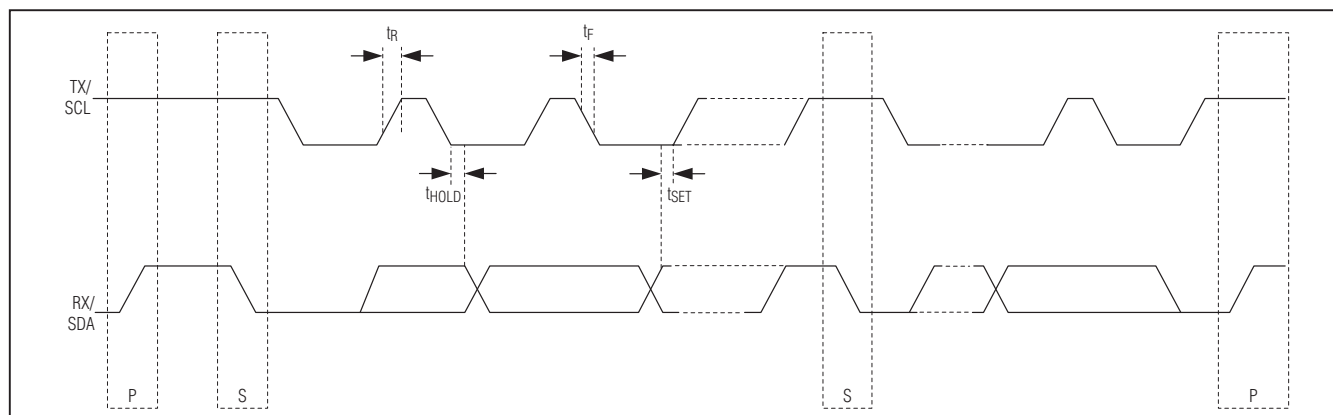 tR
tF
TX/
SCL
tHOLD
tSET
RX/
SDA
P
S
S
P